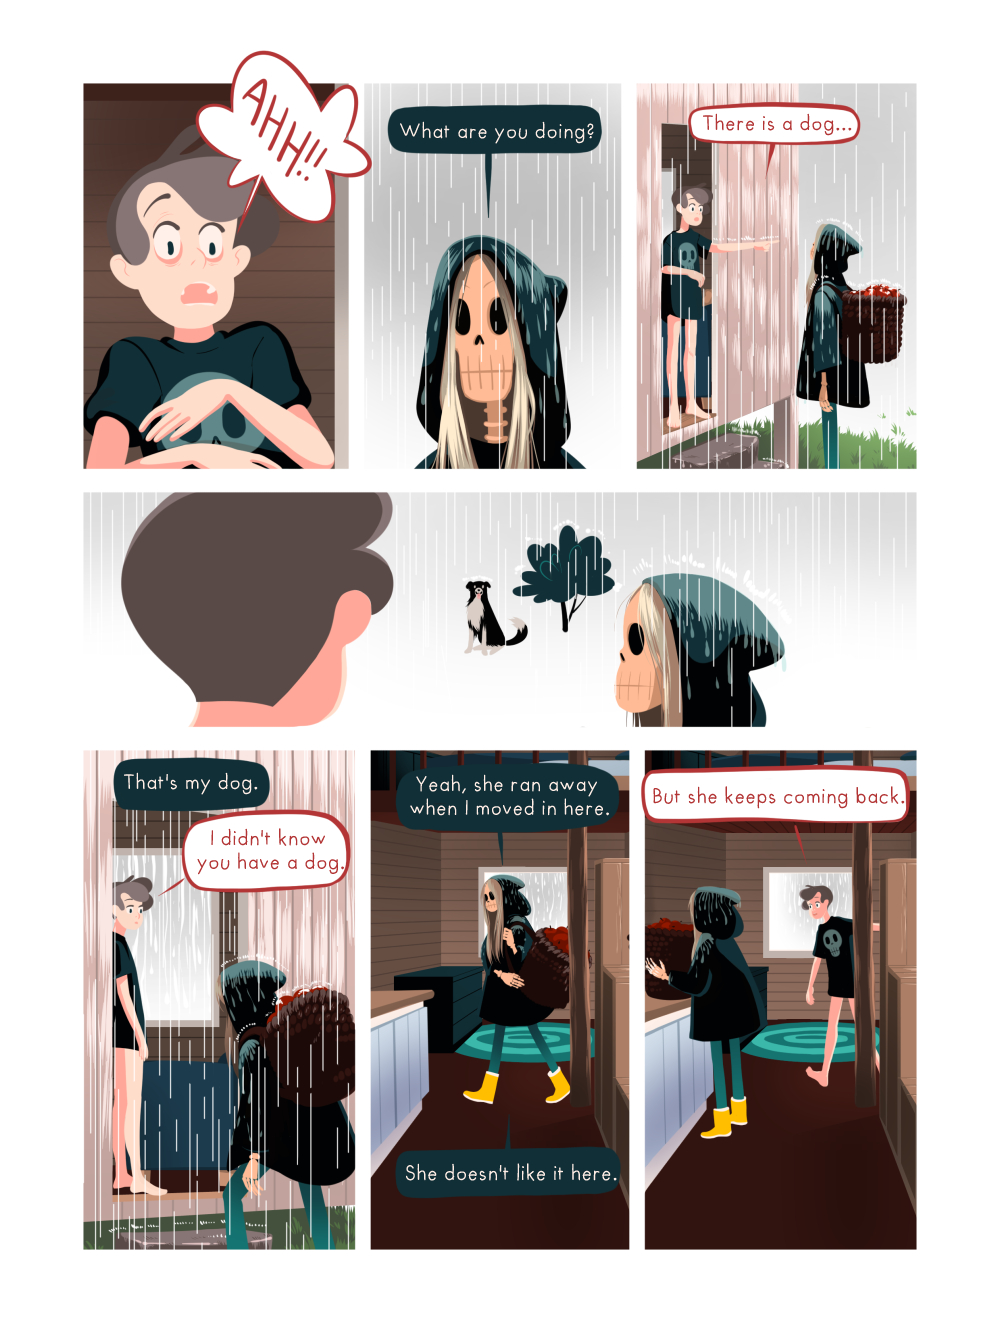 AHH!!
What are you doing?
There is a dog...
That's my dog.
I didn't know
you have a dog.
Yeah, she ran away
when I moved in here.
She doesn't like it here.
But she keeps coming back.